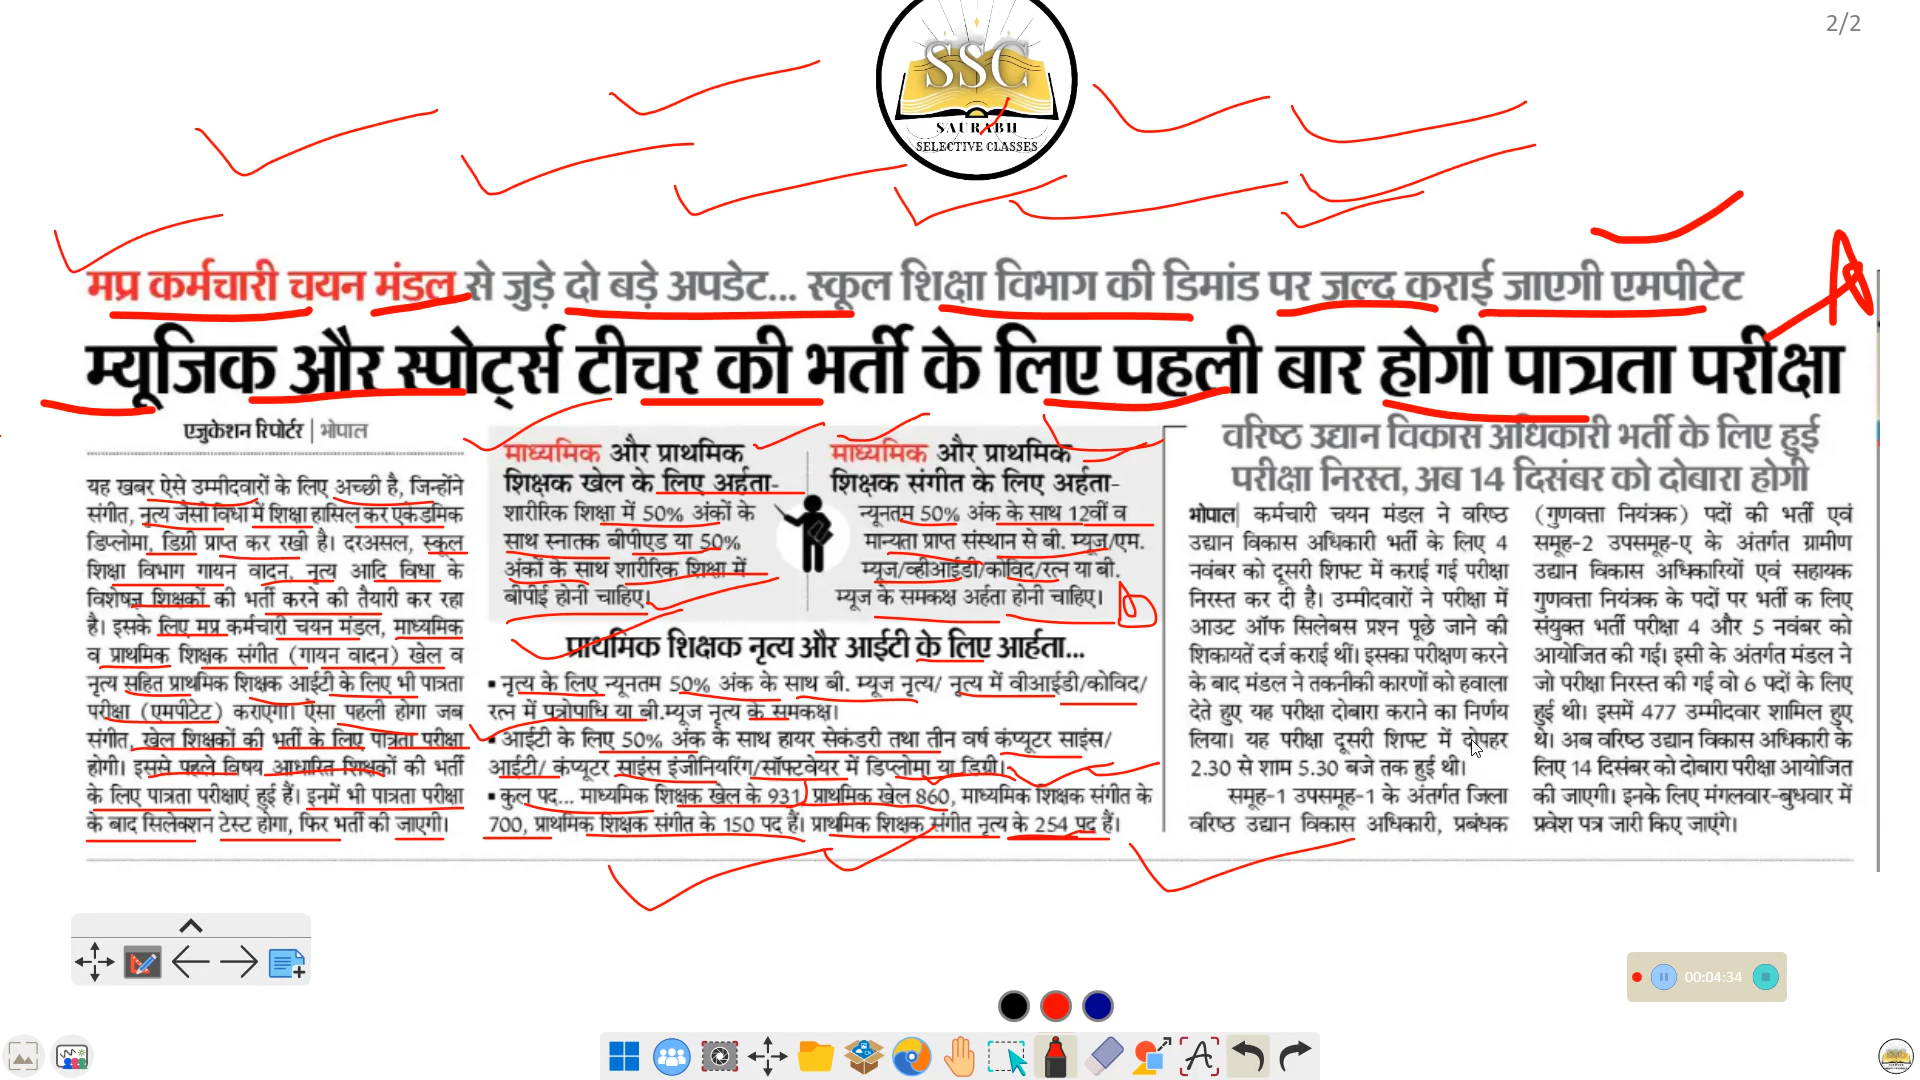 2/2
SSC
SAURABH
SELECTIVE CLASSES
मप्र कर्मचारी चयन मंडल से जुड़े दो बड़े अपडेट... स्कूल शिक्षा विभाग की डिमांड पर जल्द कराई जाएगी एमपीटेट
म्यूजिक और स्पोर्ट्स टीचर की भर्ती के लिए पहली बार होगी पात्रता परीक्षा
एजुकेशन रिपोर्टर | भोपाल
यह खबर ऐसे उम्मीदवारों के लिए अच्छी है, जिन्होंने
संगीत, नृत्य जैसी विधा में शिक्षा हासिल कर एकेडमिक
डिप्लोमा, डिग्री प्राप्त कर रखी है। दरअसल, स्कूल
शिक्षा विभाग गायन वादन, नृत्य आदि विधा के
विशेषज्ञ शिक्षकों की भर्ती करने की तैयारी कर रहा
है। इसके लिए मप्र कर्मचारी चयन मंडल, माध्यमिक
व प्राथमिक शिक्षक संगीत (गायन वादन) खेल व
नृत्य सहित प्राथमिक शिक्षक आईटी के लिए भी पात्रता
परीक्षा (एमपीटेट) कराएगा। ऐसा पहली होगा जब
संगीत, खेल शिक्षकों की भर्ती के लिए पात्रता परीक्षा
होगी। इससे पहले विषय आधारित शिक्षकों की भर्ती
के लिए पात्रता परीक्षाएं हुई हैं। इनमें भी पात्रता परीक्षा
के बाद सिलेक्शन टेस्ट होगा, फिर भर्ती की जाएगी।
माध्यमिक और प्राथमिक
शिक्षक खेल के लिए अर्हता-
शारीरिक शिक्षा में 50% अंकों के
साथ स्नातक बीपीएड या 50%
अंकों के साथ शारीरिक शिक्षा में
बीपीई होनी चाहिए।
माध्यमिक और प्राथमिक
शिक्षक संगीत के लिए अर्हता-
न्यूनतम 50% अंक के साथ 12वीं व
मान्यता प्राप्त संस्थान से बी. म्यूज/एम.
म्यूज/व्हीआईडी/कोविद/रत्न या बी.
म्यूज के समकक्ष अर्हता होनी चाहिए।
प्राथमिक शिक्षक नृत्य और आईटी के लिए आर्हता...
▪ नृत्य के लिए न्यूनतम 50% अंक के साथ बी. म्यूज नृत्य/ नृत्य में वीआईडी/कोविद/
रत्न में पत्रोपाधि या बी.म्यूज नृत्य के समकक्ष।
▪ आईटी के लिए 50% अंक के साथ हायर सेकंडरी तथा तीन वर्ष कंप्यूटर साइंस/
आईटी/ कंप्यूटर साइंस इंजीनियरिंग/सॉफ्टवेयर में डिप्लोमा या डिग्री।
▪ कुल पद... माध्यमिक शिक्षक खेल के 931, प्राथमिक खेल 860, माध्यमिक शिक्षक संगीत के
700, प्राथमिक शिक्षक संगीत के 150 पद हैं। प्राथमिक शिक्षक संगीत नृत्य के 254 पद हैं।
वरिष्ठ उद्यान विकास अधिकारी भर्ती के लिए हुई
परीक्षा निरस्त, अब 14 दिसंबर को दोबारा होगी
भोपाल| कर्मचारी चयन मंडल ने वरिष्ठ
उद्यान विकास अधिकारी भर्ती के लिए 4
नवंबर को दूसरी शिफ्ट में कराई गई परीक्षा
निरस्त कर दी है। उम्मीदवारों ने परीक्षा में
आउट ऑफ सिलेबस प्रश्न पूछे जाने की
शिकायतें दर्ज कराई थीं। इसका परीक्षण करने
के बाद मंडल ने तकनीकी कारणों को हवाला
देते हुए यह परीक्षा दोबारा कराने का निर्णय
लिया। यह परीक्षा दूसरी शिफ्ट में दोपहर
2.30 से शाम 5.30 बजे तक हुई थी।
समूह-1 उपसमूह-1 के अंतर्गत जिला
वरिष्ठ उद्यान विकास अधिकारी, प्रबंधक
(गुणवत्ता नियंत्रक) पदों की भर्ती एवं
समूह-2 उपसमूह-ए के अंतर्गत ग्रामीण
उद्यान विकास अधिकारियों एवं सहायक
गुणवत्ता नियंत्रक के पदों पर भर्ती क लिए
संयुक्त भर्ती परीक्षा 4 और 5 नवंबर को
आयोजित की गई। इसी के अंतर्गत मंडल ने
जो परीक्षा निरस्त की गई वो 6 पदों के लिए
हुई थी। इसमें 477 उम्मीदवार शामिल हुए
थे। अब वरिष्ठ उद्यान विकास अधिकारी के
लिए 14 दिसंबर को दोबारा परीक्षा आयोजित
की जाएगी। इनके लिए मंगलवार-बुधवार में
प्रवेश पत्र जारी किए जाएंगे।
00:04:34